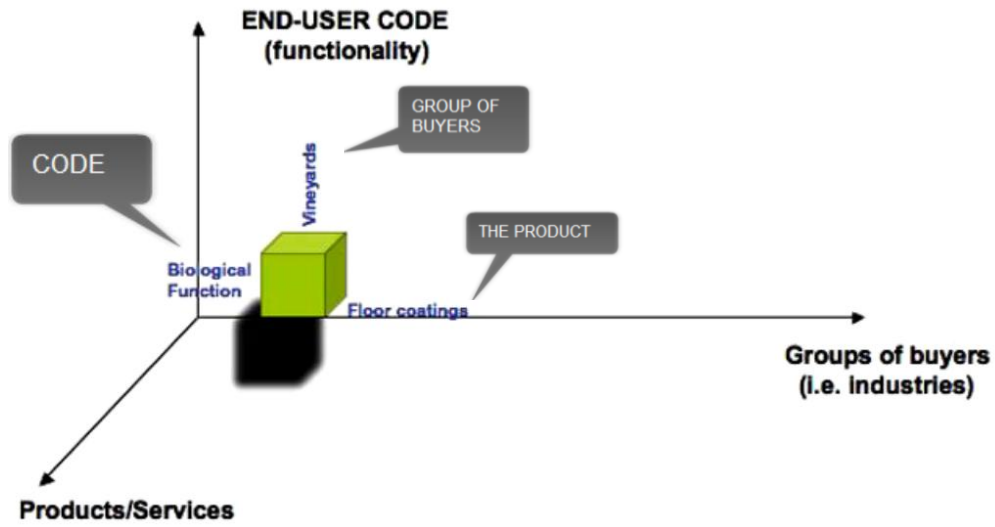 END-USER CODE
(functionality)
GROUP OF
BUYERS
CODE
Vineyards
THE PRODUCT
Biological
Function
Floor coatings
Groups of buyers
(i.e. industries)
Products/Services